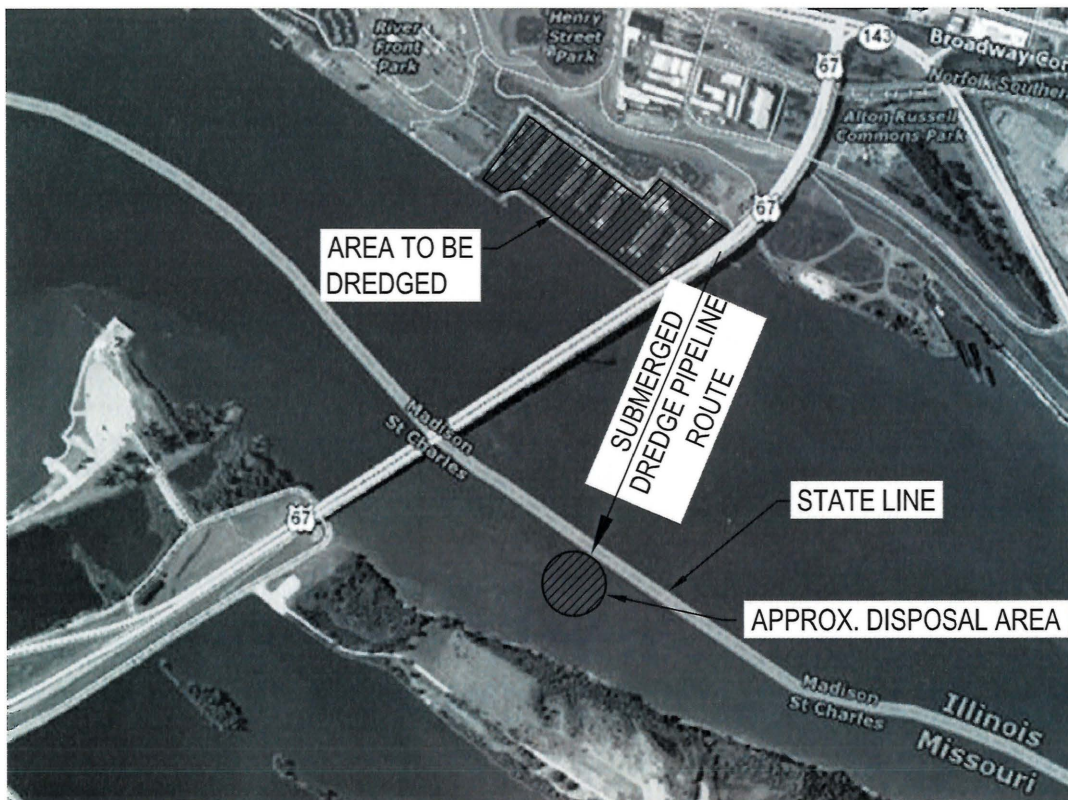 River
Front
Park
Henry
Street
Park
67
143
Broadway Con
Norfolk Southern
Alton Russell
Commons Park
67
AREA TO BE
DREDGED
SUBMERGED
DREDGE PIPELINE
ROUTE
Madison
St Charles
67
STATE LINE
APPROX. DISPOSAL AREA
Madison
St Charles
Illinois
Missouri